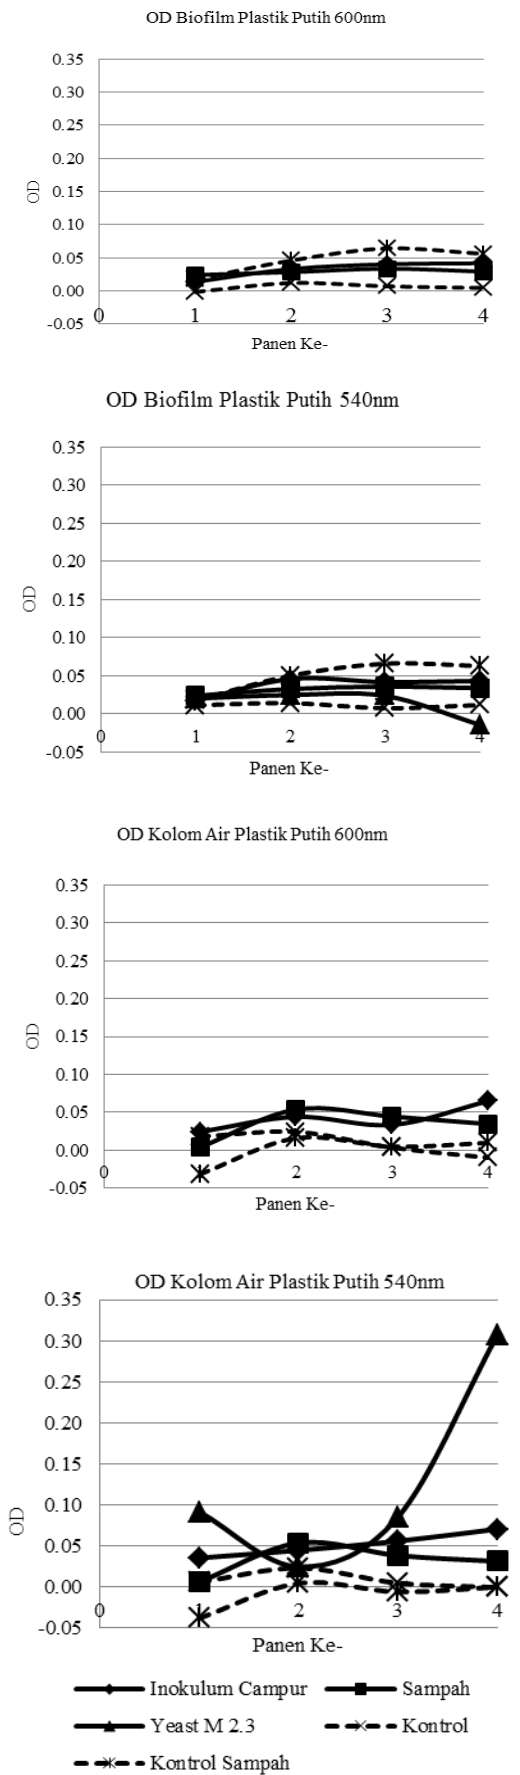 OD Biofilm Plastik Putih 600nm
0.35
0.30
0.25
0.20
0.15
0.10
0.05
0.00
-0.05
OD
0 1 2 3 4
Panen Ke-
OD Biofilm Plastik Putih 540nm
0.35
0.30
0.25
0.20
0.15
0.10
0.05
0.00
-0.05
OD
0 1 2 3 4
Panen Ke-
OD Kolom Air Plastik Putih 600nm
0.35
0.30
0.25
0.20
0.15
0.10
0.05
0.00
-0.05
OD
0 1 2 3 4
Panen Ke-
OD Kolom Air Plastik Putih 540nm
0.35
0.30
0.25
0.20
0.15
0.10
0.05
0.00
-0.05
OD
0 1 2 3 4
Panen Ke-
Inokulum Campur Sampah
Yeast M 2.3 Kontrol
Kontrol Sampah